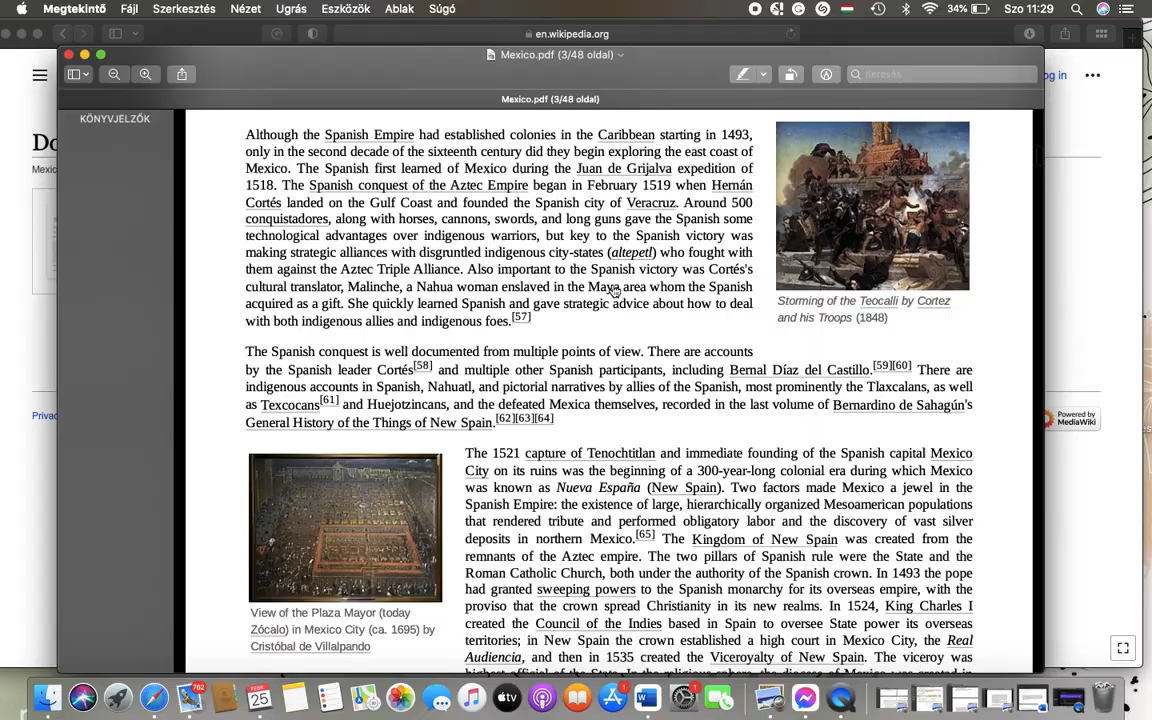 Megtekintő Fájl Szerkesztés Nézet Ugrás Eszközök Ablak Súgó 34% Szo 11:29
en.wikipedia.org
Mexico.pdf (3/48 oldal)
Keresés
og in
Mexico.pdf (3/48 oldal)
KÖNYVJELZŐK
Do
Mexic
Privac
Although the Spanish Empire had established colonies in the Caribbean starting in 1493,
only in the second decade of the sixteenth century did they begin exploring the east coast of
Mexico. The Spanish first learned of Mexico during the Juan de Grijalva expedition of
1518. The Spanish conquest of the Aztec Empire began in February 1519 when Hernán
Cortés landed on the Gulf Coast and founded the Spanish city of Veracruz. Around 500
conquistadores, along with horses, cannons, swords, and long guns gave the Spanish some
technological advantages over indigenous warriors, but key to the Spanish victory was
making strategic alliances with disgruntled indigenous city-states (altepetl) who fought with
them against the Aztec Triple Alliance. Also important to the Spanish victory was Cortés's
cultural translator, Malinche, a Nahua woman enslaved in the Maya area whom the Spanish
acquired as a gift. She quickly learned Spanish and gave strategic advice about how to deal
with both indigenous allies and indigenous foes.[57]
Storming of the Teocalli by Cortez
and his Troops (1848)
The Spanish conquest is well documented from multiple points of view. There are accounts
by the Spanish leader Cortés[58] and multiple other Spanish participants, including Bernal Díaz del Castillo.[59][60] There are
indigenous accounts in Spanish, Nahuatl, and pictorial narratives by allies of the Spanish, most prominently the Tlaxcalans, as well
as Texcocans[61] and Huejotzincans, and the defeated Mexica themselves, recorded in the last volume of Bernardino de Sahagún's
General History of the Things of New Spain.[62][63][64]
Powered by
MediaWiki
View of the Plaza Mayor (today
Zócalo) in Mexico City (ca. 1695) by
Cristóbal de Villalpando
The 1521 capture of Tenochtitlan and immediate founding of the Spanish capital Mexico
City on its ruins was the beginning of a 300-year-long colonial era during which Mexico
was known as Nueva España (New Spain). Two factors made Mexico a jewel in the
Spanish Empire: the existence of large, hierarchically organized Mesoamerican populations
that rendered tribute and performed obligatory labor and the discovery of vast silver
deposits in northern Mexico.[65] The Kingdom of New Spain was created from the
remnants of the Aztec empire. The two pillars of Spanish rule were the State and the
Roman Catholic Church, both under the authority of the Spanish crown. In 1493 the pope
had granted sweeping powers to the Spanish monarchy for its overseas empire, with the
proviso that the crown spread Christianity in its new realms. In 1524, King Charles I
created the Council of the Indies based in Spain to oversee State power its overseas
territories; in New Spain the crown established a high court in Mexico City, the Real
Audiencia, and then in 1535 created the Viceroyalty of New Spain. The viceroy was
762
FEBR.
25
tv
1
1